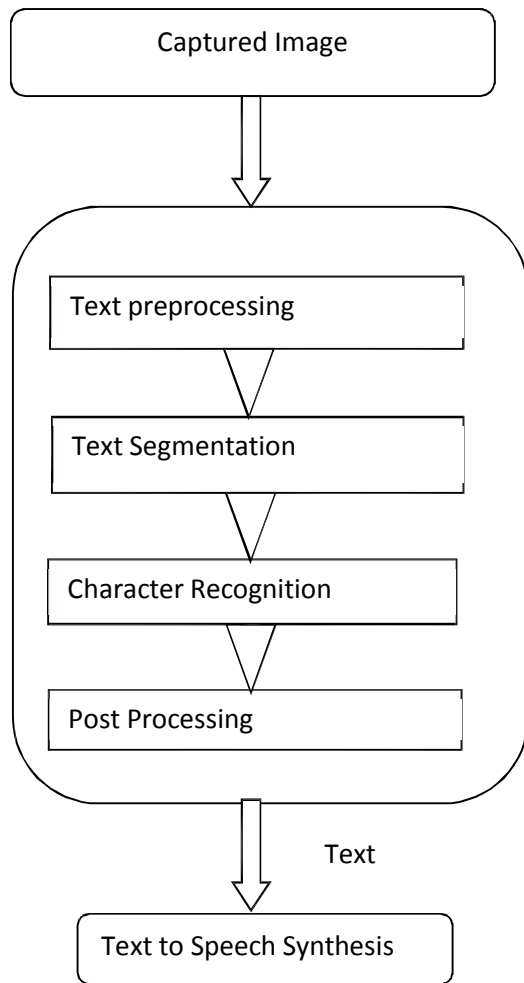 Captured Image
Text preprocessing
Text Segmentation
Character Recognition
Post Processing
Text
Text to Speech Synthesis